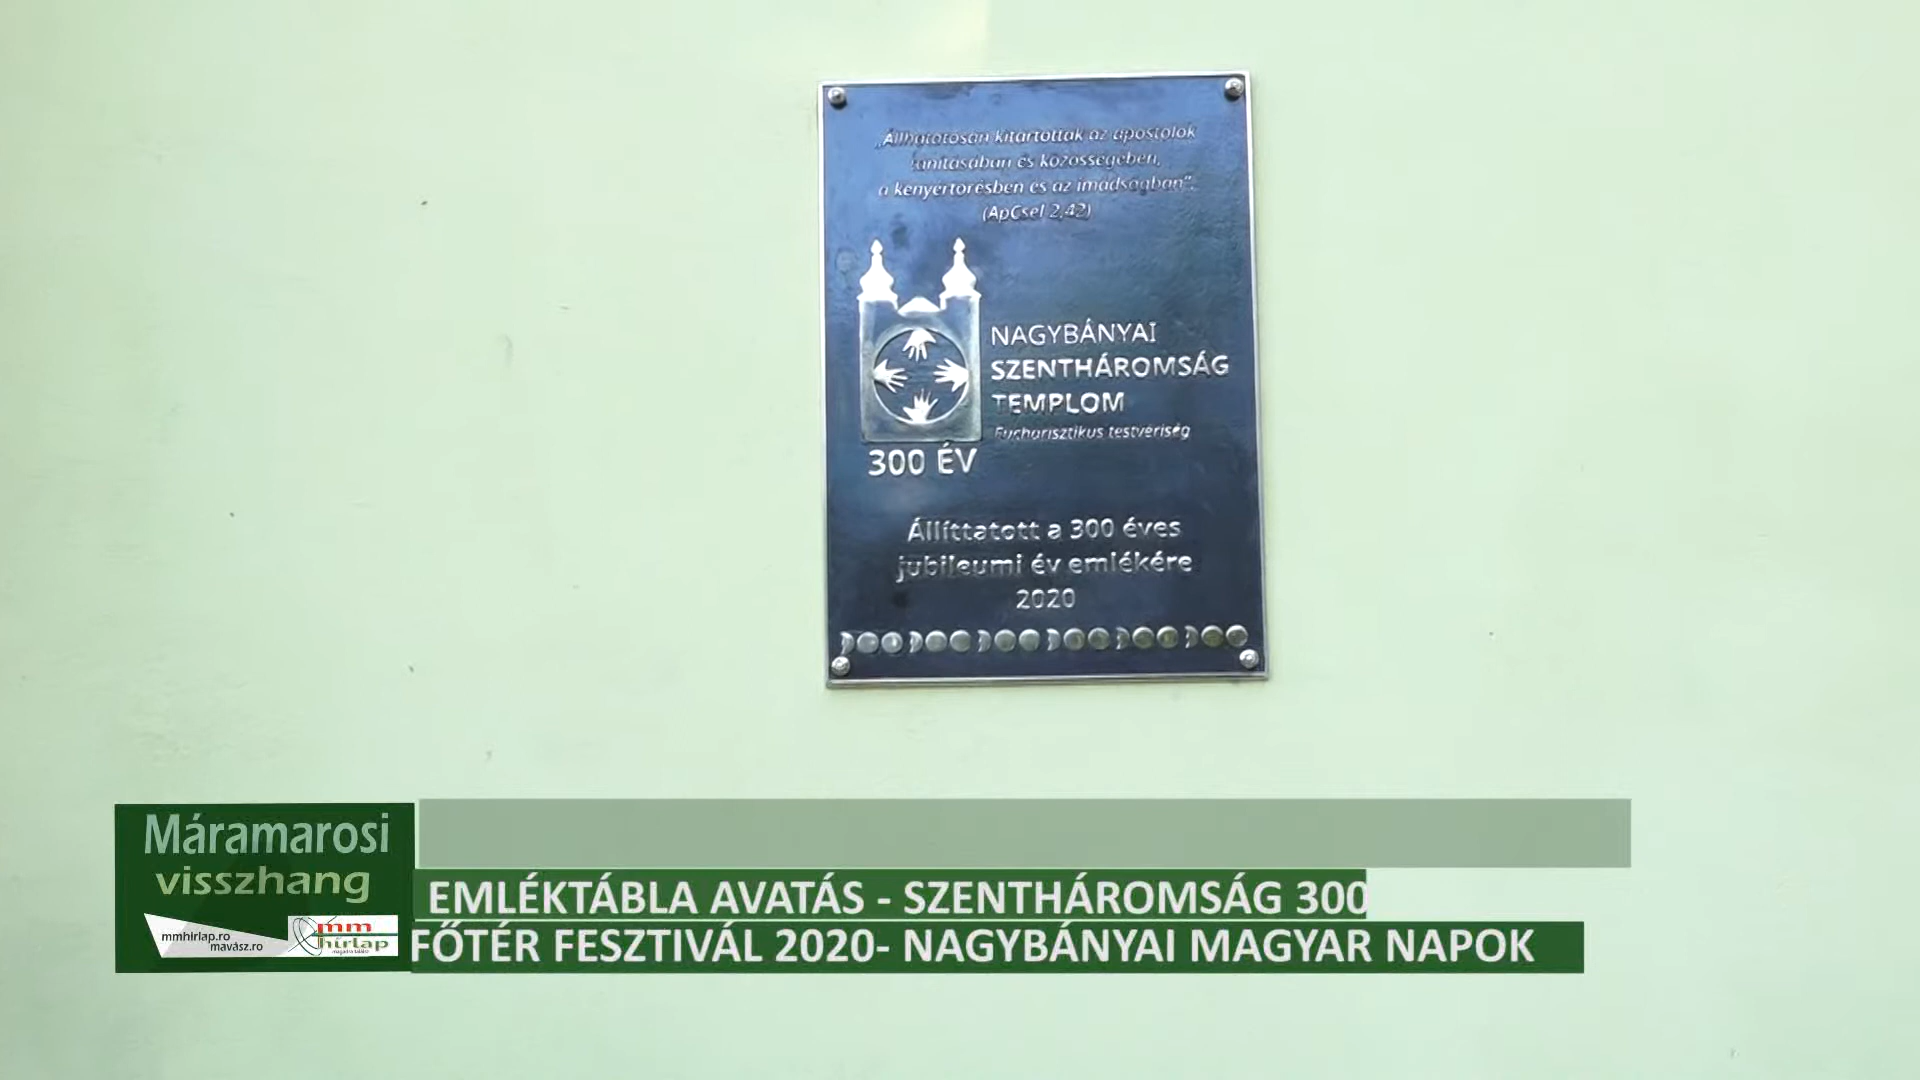 „Állhatatosan kitartottak az apostolok
tanításában és közösségében,
a kenyértörésben és az imádságban”.
(ApCsel 2,42)
NAGYBÁNYAI
SZENTHÁROMSÁG
TEMPLOM
Eucharisztikus testvériség
300 ÉV
Állíttatott a 300 éves
jubileumi év emlékére
2020
Máramarosi
visszhang
mmhirlap.ro
mavász.ro
mm
hírlap
EMLÉKTÁBLA AVATÁS - SZENTHÁROMSÁG 300
FŐTÉR FESZTIVÁL 2020- NAGYBÁNYAI MAGYAR NAPOK